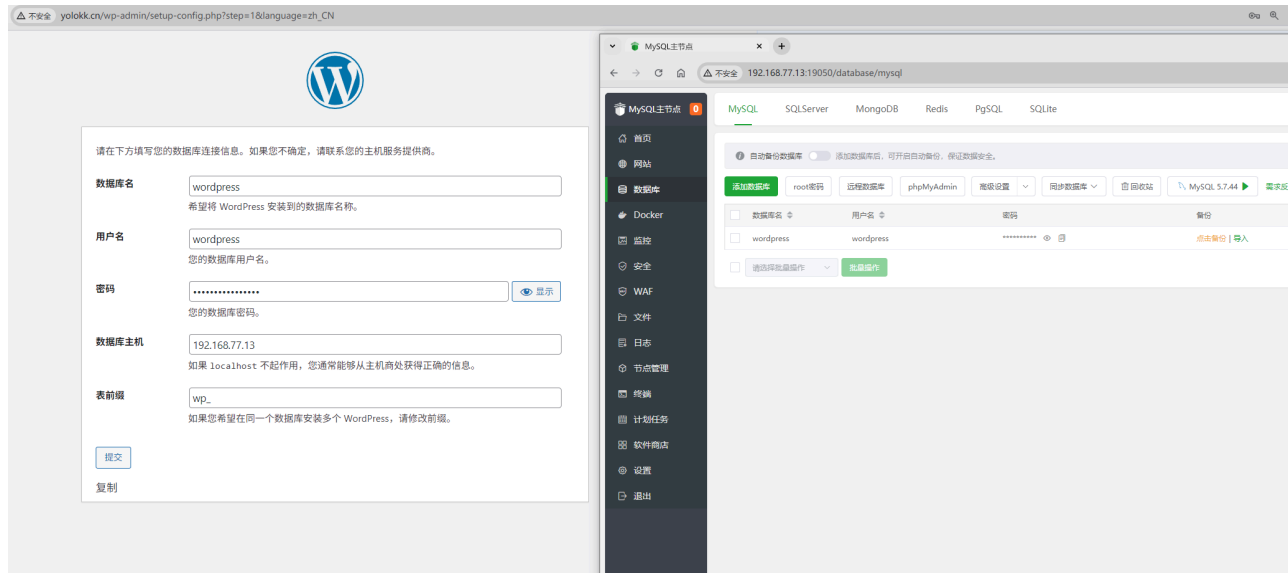 不安全 yolokk.cn/wp-admin/setup-config.php?step=1&language=zh_CN
请在下方填写您的数据库连接信息。如果您不确定，请联系您的主机服务提供商。
数据库名
wordpress
希望将 WordPress 安装到的数据库名称。
用户名
wordpress
您的数据库用户名。
密码
••••••••••••••• 显示
您的数据库密码。
数据库主机
192.168.77.13
如果 localhost 不起作用，您通常能够从主机商处获得正确的信息。
表前缀
wp_
如果您希望在同一个数据库安装多个 WordPress，请修改前缀。
提交
复制
MySQL主节点
不安全 192.168.77.13:19050/database/mysql
MySQL主节点 0
首页
网站
数据库
Docker
监控
安全
WAF
文件
日志
节点管理
终端
计划任务
软件商店
设置
退出
MySQL SQLServer MongoDB Redis PgSQL SQLite
自动备份数据库 添加数据库后，可开启自动备份，保证数据安全。
添加数据库 root密码 远程数据库 phpMyAdmin 高级设置 同步数据库 回收站 MySQL 5.7.44 需求反
数据库名 用户名 密码 备份
wordpress wordpress ********** 点击备份 | 导入
请选择批量操作 批量操作